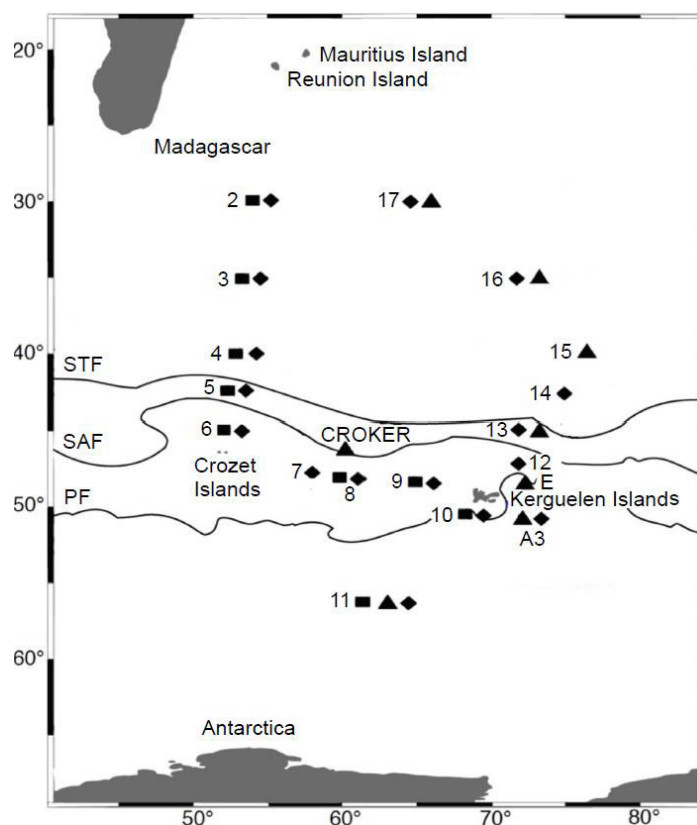 20°
Mauritius Island
Reunion Island
Madagascar
30°
2
17
3
16
40°
4
15
STF
5
14
6
13
SAF
CROKER
12
Crozet
Islands
7
8
9
E
Kerguelen Islands
50°
PF
10
A3
11
60°
Antarctica
50°
60°
70°
80°